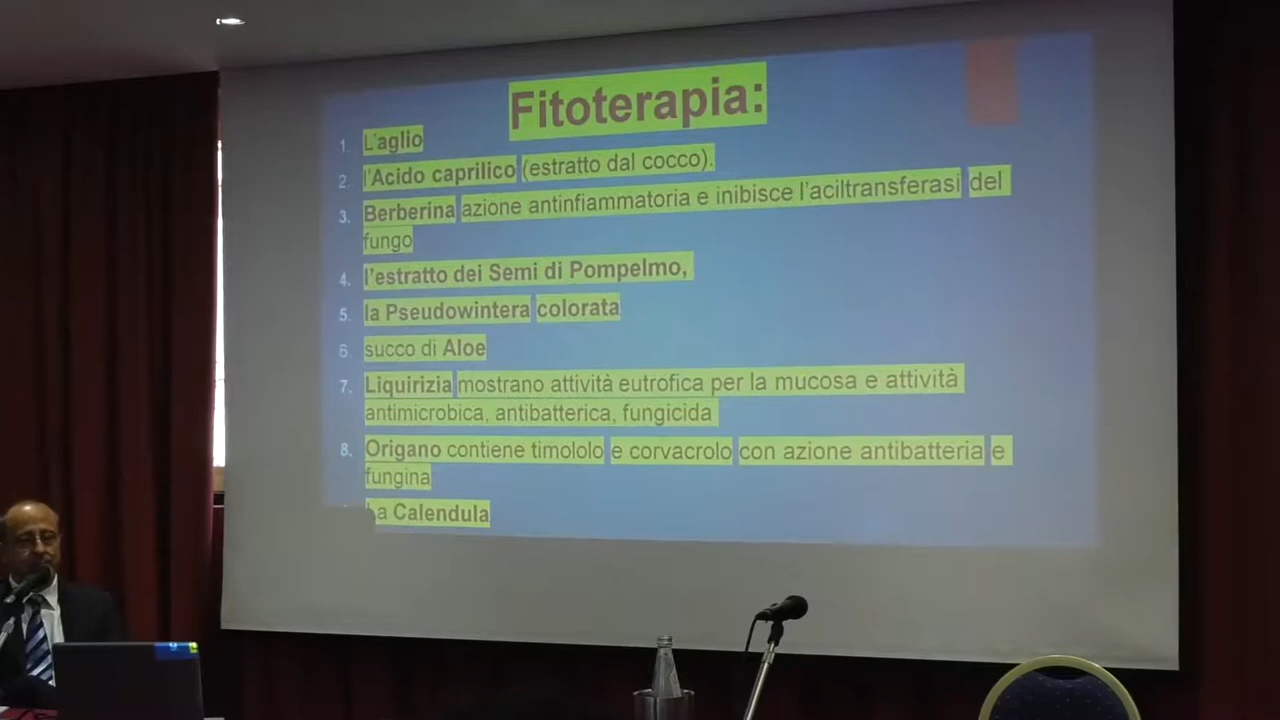 Fitoterapia:
1. L'aglio
2. l'Acido caprilico (estratto dal cocco).
3. Berberina azione antinfiammatoria e inibisce l'aciltransferasi del
fungo
4. l'estratto dei Semi di Pompelmo,
5. la Pseudowintera colorata
6. succo di Aloe
7. Liquirizia mostrano attività eutrofica per la mucosa e attività
antimicrobica, antibatterica, fungicida
8. Origano contiene timololo e corvacrolo con azione antibatteria e
fungina
La Calendula